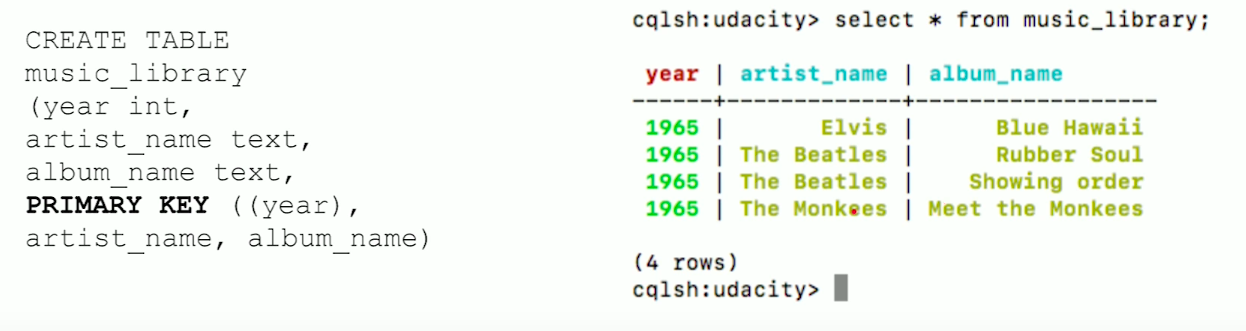 CREATE TABLE
music_library
(year int,
artist_name text,
album_name text,
PRIMARY KEY ((year),
artist_name, album_name)
cqlsh:udacity> select * from music_library;
year | artist_name | album_name
------+-------------+-------------------
1965 | Elvis | Blue Hawaii
1965 | The Beatles | Rubber Soul
1965 | The Beatles | Showing order
1965 | The Monkees | Meet the Monkees
(4 rows)
cqlsh:udacity>